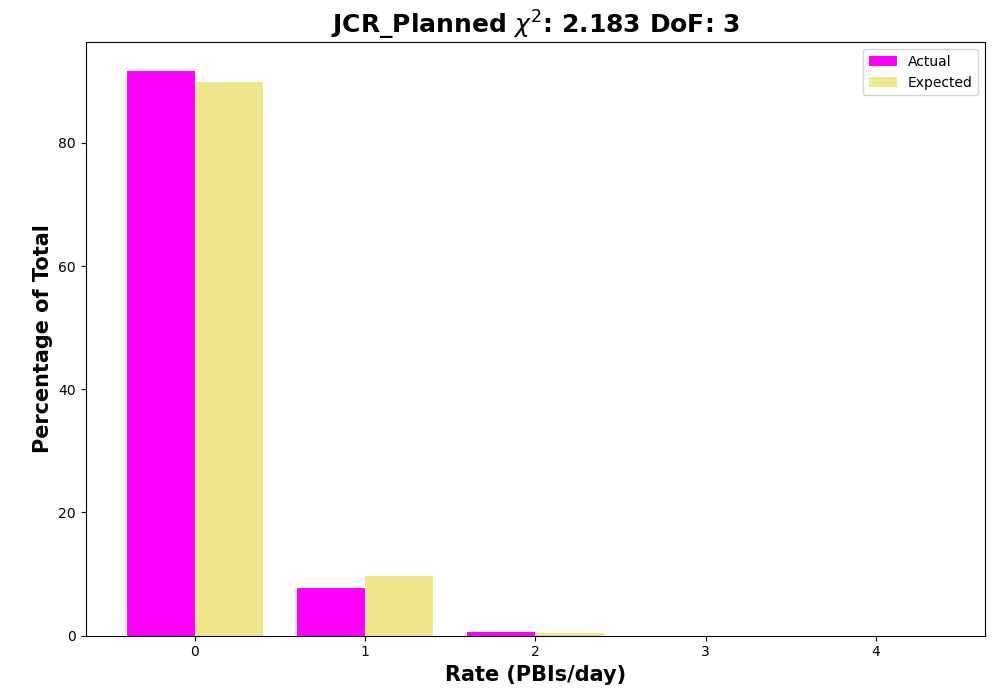 JCR_Planned χ²: 2.183 DoF: 3
Actual
Expected
Percentage of Total
80
60
40
20
0
0 1 2 3 4
Rate (PBIs/day)